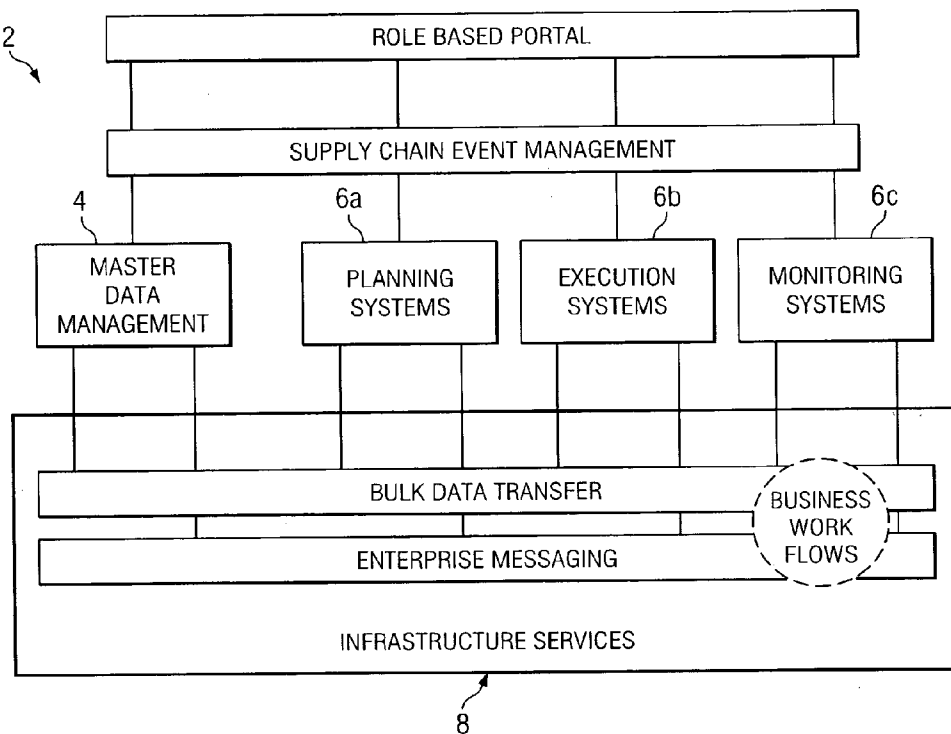 2
ROLE BASED PORTAL
SUPPLY CHAIN EVENT MANAGEMENT
4
6a
6b
6c
MASTER
DATA
MANAGEMENT
PLANNING
SYSTEMS
EXECUTION
SYSTEMS
MONITORING
SYSTEMS
BULK DATA TRANSFER
BUSINESS
WORK
FLOWS
ENTERPRISE MESSAGING
INFRASTRUCTURE SERVICES
8